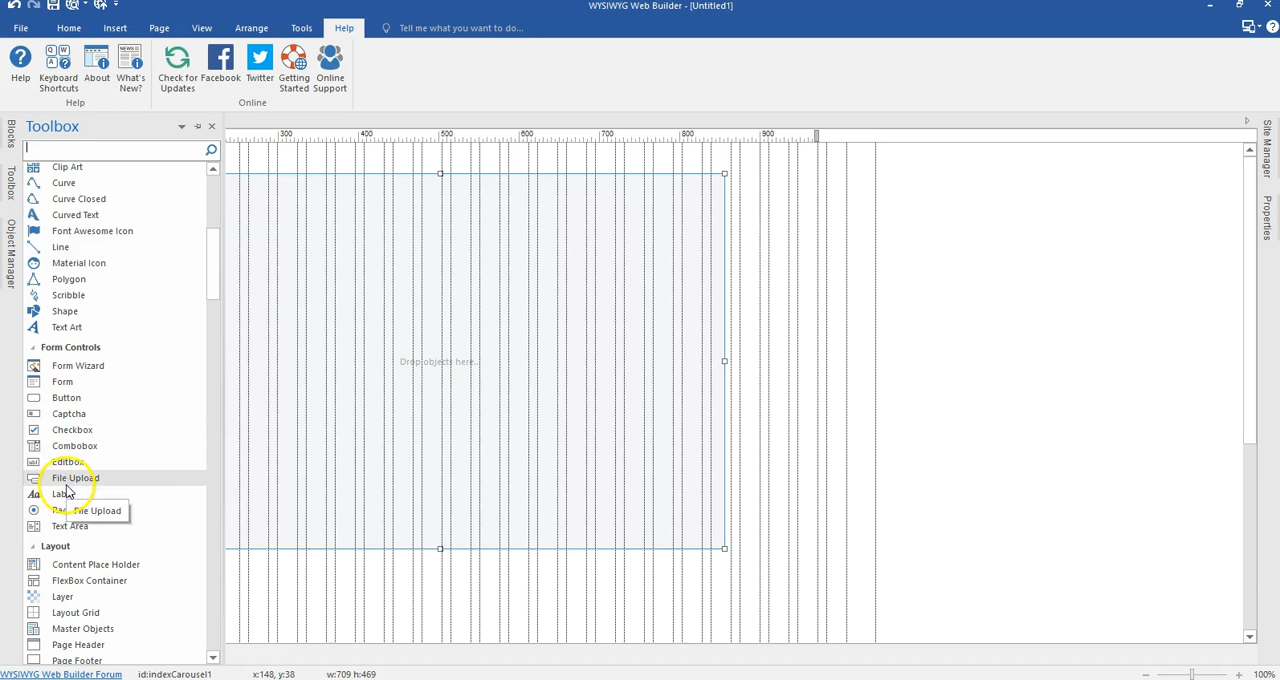 WYSIWYG Web Builder - [Untitled1]
File Home Insert Page View Arrange Tools Help Tell me what you want to do...
Help Keyboard Shortcuts About What's New? Check for Updates Facebook Twitter Getting Started Online Support
Help Online
Toolbox
300 400 500 600 700 800 900
Blocks
Toolbox
Object Manager
Site Manager
Properties
Clip Art
Curve
Curve Closed
Curved Text
Font Awesome Icon
Line
Material Icon
Polygon
Scribble
Shape
Text Art
Form Controls
Form Wizard
Form
Button
Captcha
Checkbox
Combobox
Editbox
File Upload
File Upload
Text Area
Layout
Content Place Holder
FlexBox Container
Layer
Layout Grid
Master Objects
Page Header
Page Footer
Drop objects here...
WYSIWYG Web Builder Forum id:indexCarousel1 x:148, y:38 w:709 h:469 100%